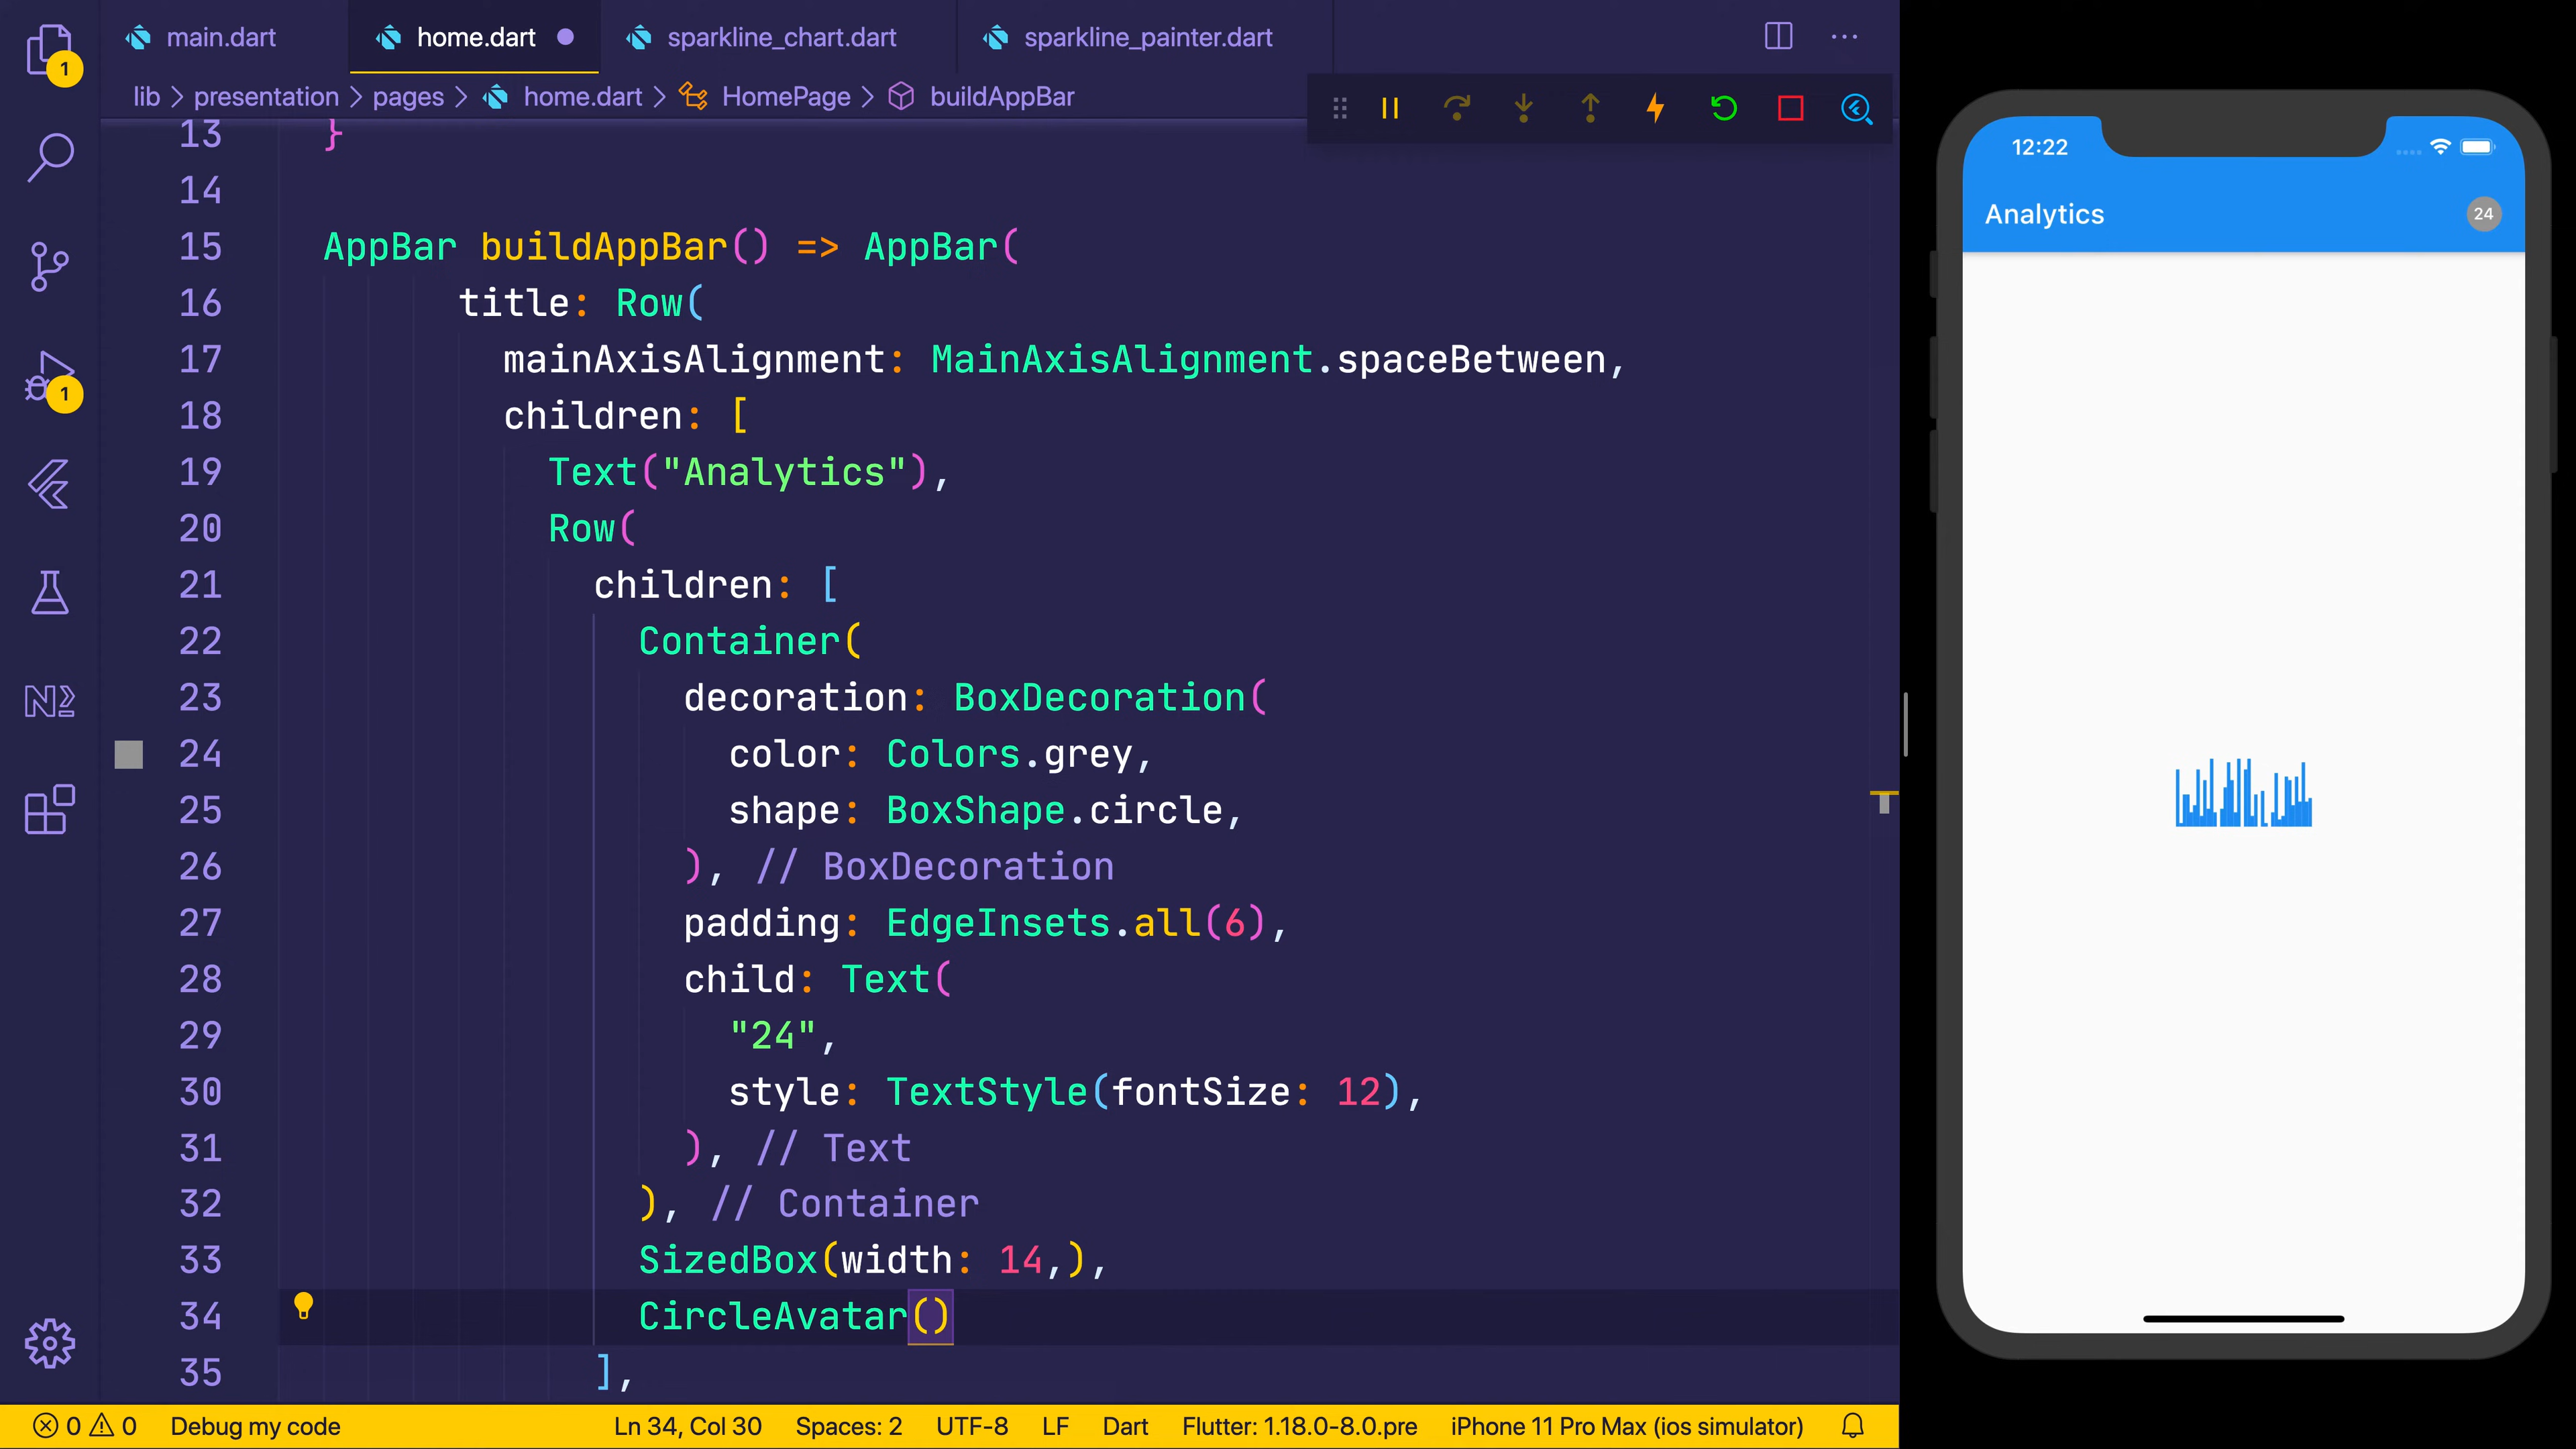 main.dart
home.dart
sparkline_chart.dart
sparkline_painter.dart
lib > presentation > pages > home.dart > HomePage > buildAppBar
13 }
14
15 AppBar buildAppBar() => AppBar(
16 title: Row(
17 mainAxisAlignment: MainAxisAlignment.spaceBetween,
18 children: [
19 Text("Analytics"),
20 Row(
21 children: [
22 Container(
23 decoration: BoxDecoration(
24 color: Colors.grey,
25 shape: BoxShape.circle,
26 ), // BoxDecoration
27 padding: EdgeInsets.all(6),
28 child: Text(
29 "24",
30 style: TextStyle(fontSize: 12),
31 ), // Text
32 ), // Container
33 SizedBox(width: 14,),
34 CircleAvatar()
35 ],
1
1
N
0 0 Debug my code Ln 34, Col 30 Spaces: 2 UTF-8 LF Dart Flutter: 1.18.0-8.0.pre iPhone 11 Pro Max (ios simulator)
12:22
Analytics
24